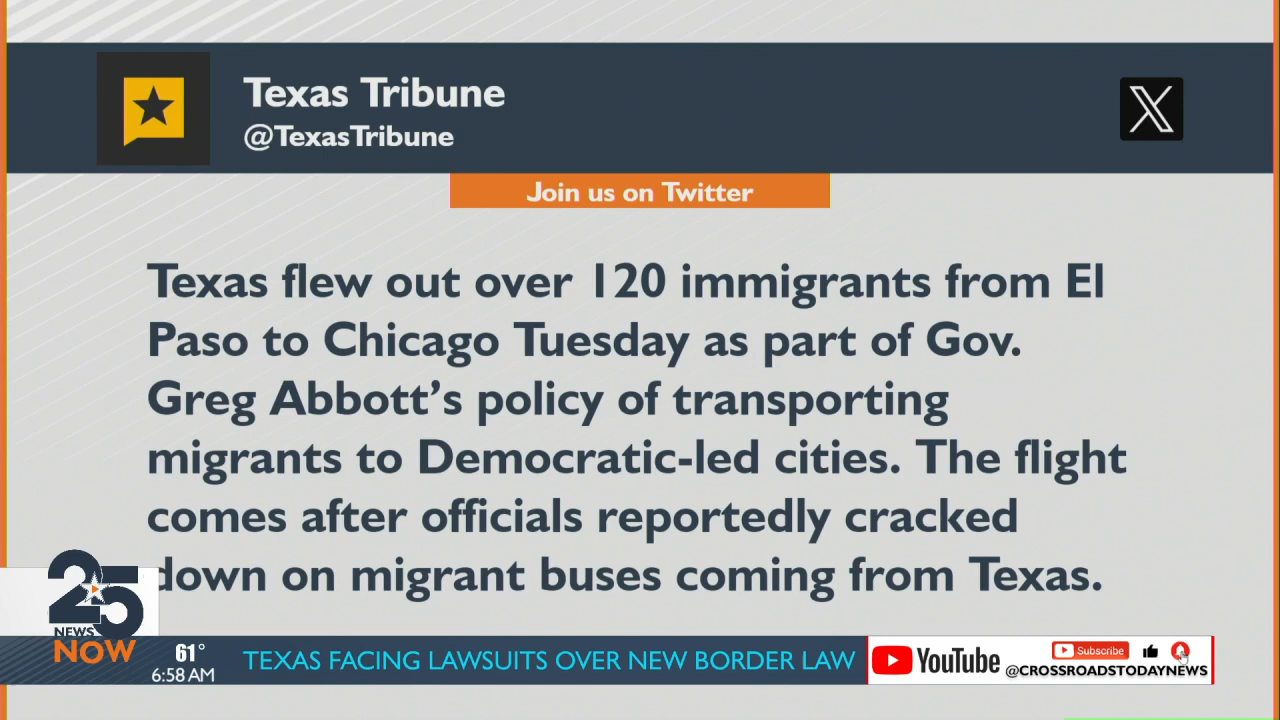 Texas Tribune
@TexasTribune
X
Join us on Twitter
Texas flew out over 120 immigrants from El
Paso to Chicago Tuesday as part of Gov.
Greg Abbott's policy of transporting
migrants to Democratic-led cities. The flight
comes after officials reportedly cracked
down on migrant buses coming from Texas.
25
NEWS
NOW
61°
6:58 AM
TEXAS FACING LAWSUITS OVER NEW BORDER LAW
YouTube
Subscribe
@CROSSROADSTODAYNEWS